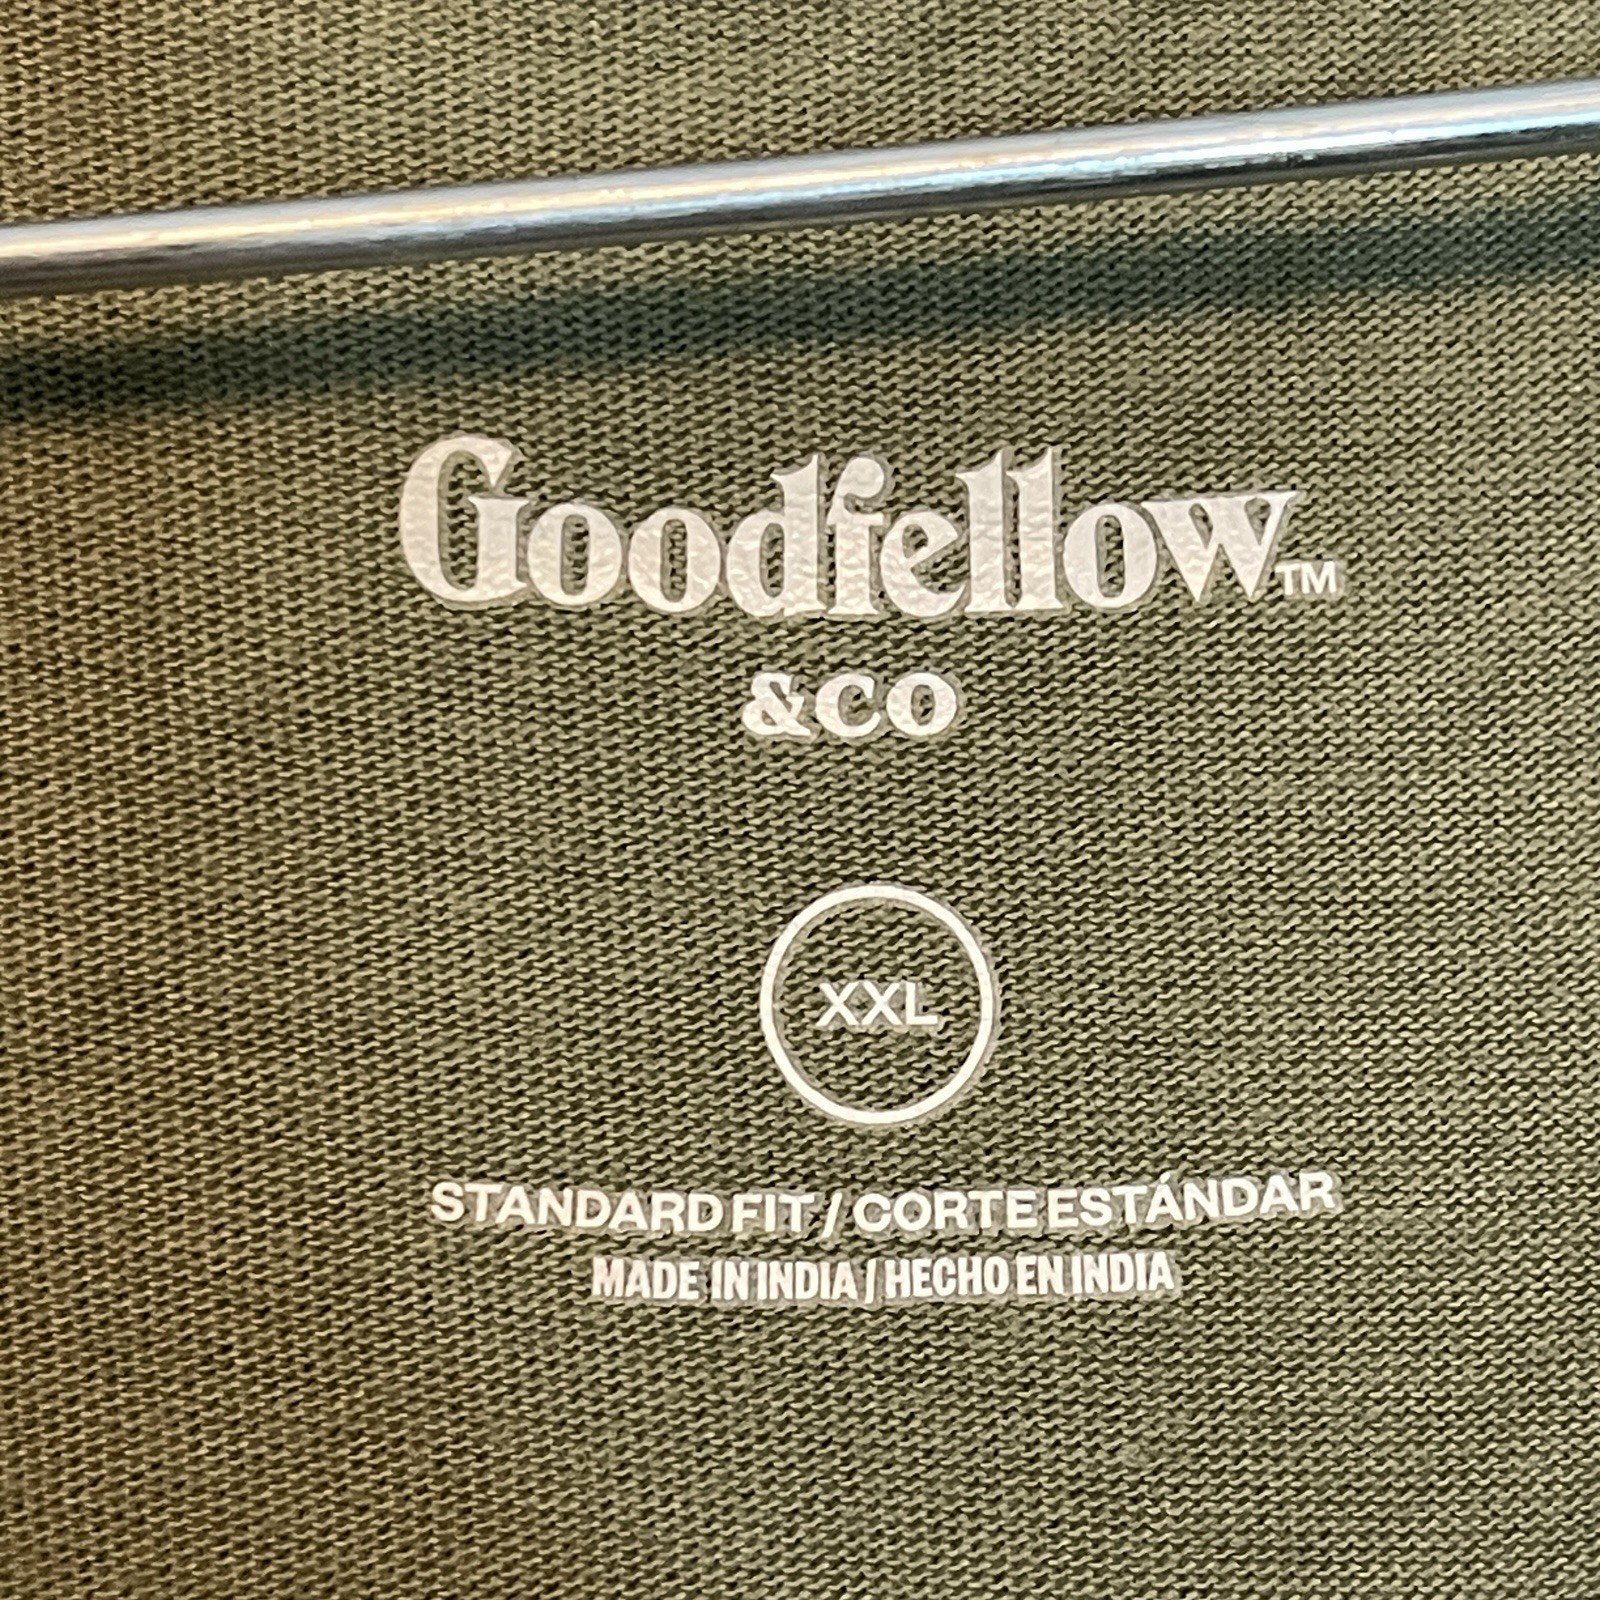 Goodfellow™
&CO
XXL
STANDARD FIT / CORTE ESTÁNDAR
MADE IN INDIA / HECHO EN INDIA